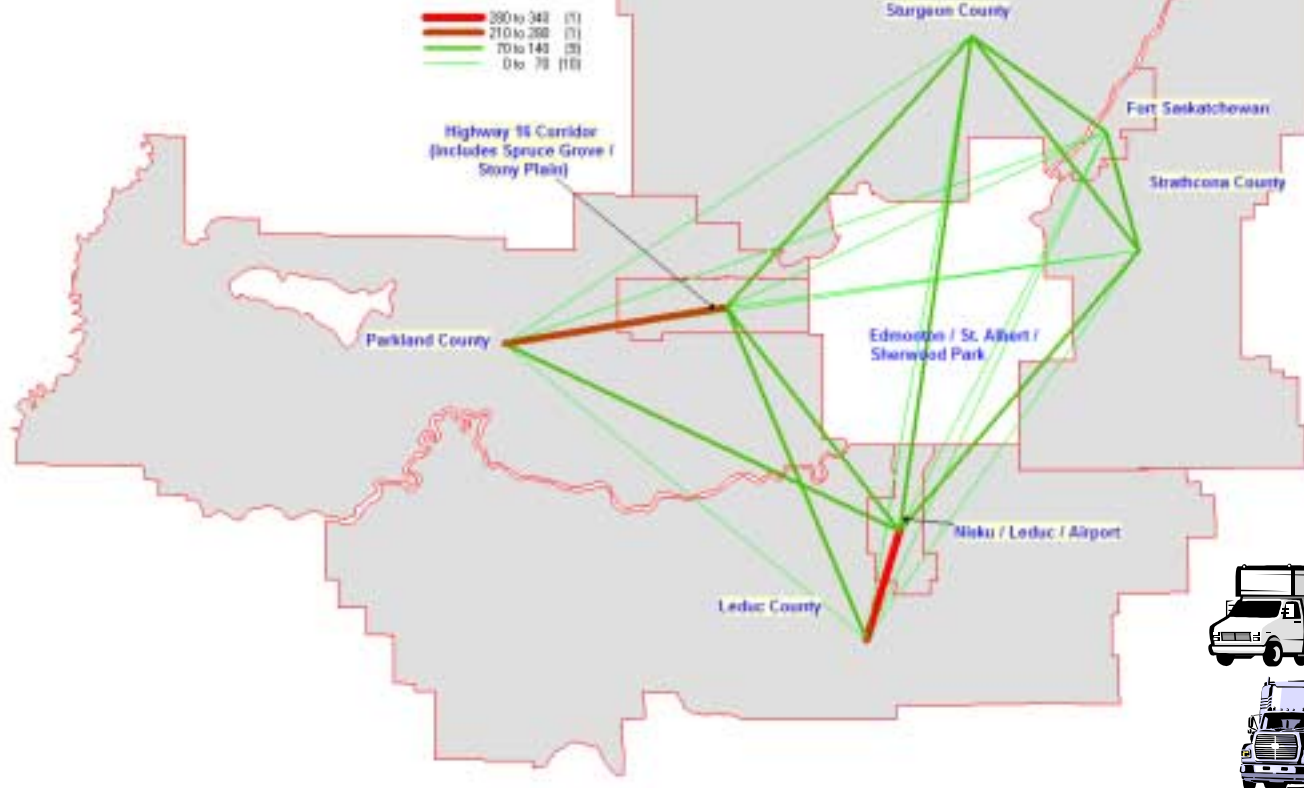 280 to 340 (1)
210 to 280 (1)
70 to 140 (9)
0 to 70 (10)
Sturgeon County
Fort Saskatchewan
Highway 16 Corridor
(includes Spruce Grove /
Stony Plain)
Strathcona County
Parkland County
Edmonton / St. Albert /
Sherwood Park
Nisku / Leduc / Airport
Leduc County